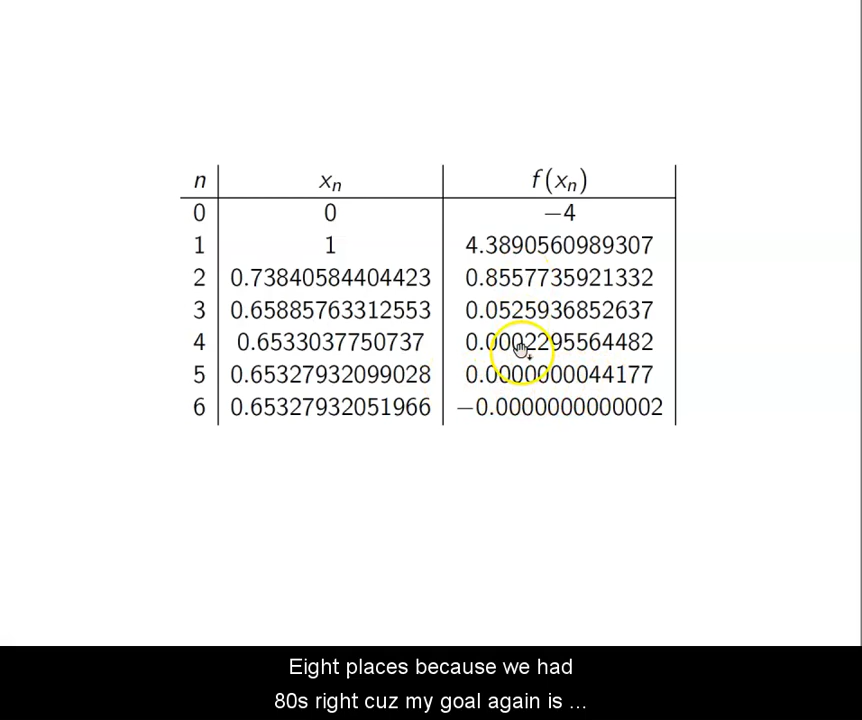 n xₙ f(xₙ)
0 0 −4
1 1 4.3890560989307
2 0.73840584404423 0.8557735921332
3 0.65885763312553 0.0525936852637
4 0.6533037750737 0.0002295564482
5 0.65327932099028 0.0000000044177
6 0.65327932051966 −0.0000000000002
Eight places because we had
80s right cuz my goal again is ...